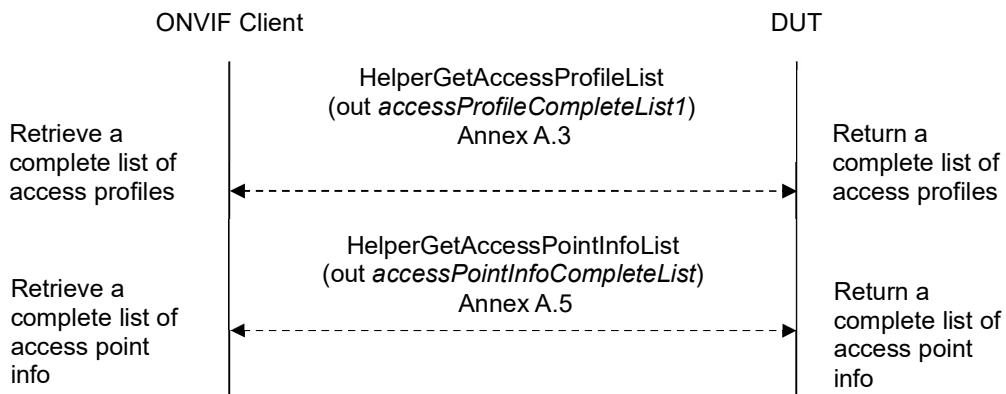 ONVIF Client
DUT
HelperGetAccessProfileList
(out accessProfileCompleteList1)
Annex A.3
Retrieve a
complete list of
access profiles
Return a
complete list of
access profiles
HelperGetAccessPointInfoList
(out accessPointInfoCompleteList)
Annex A.5
Retrieve a
complete list of
access point
info
Return a
complete list of
access point
info